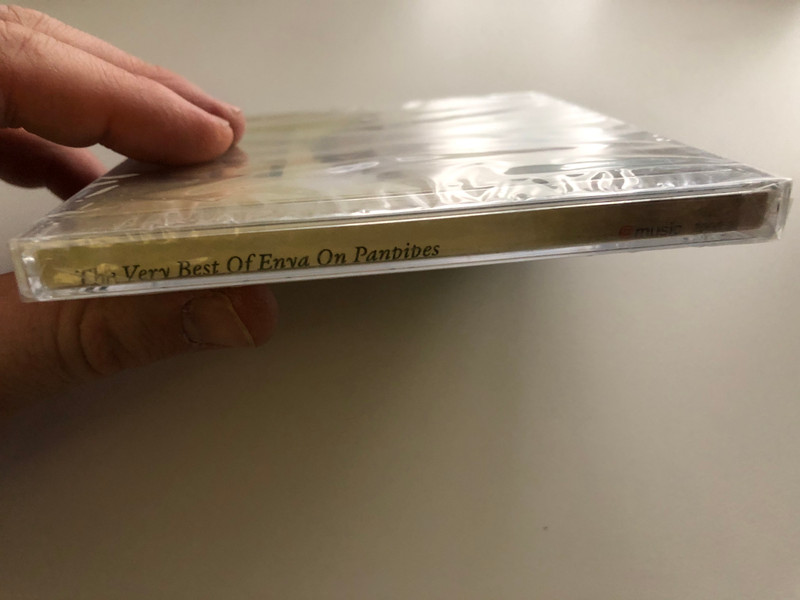 The Very Best Of Enya On Panpipes
music